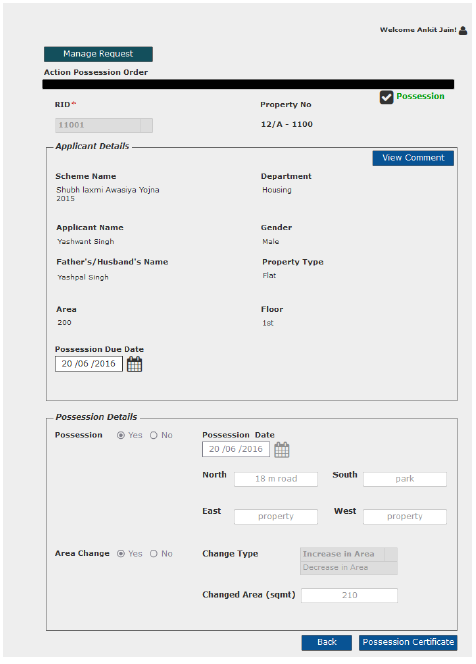 Welcome Ankit Jain!
Manage Request
Action Possession Order
Possession
RID* Property No
11001 12/A - 1100
Applicant Details
View Comment
Scheme Name Department
Shubh laxmi Awasiya Yojna Housing
2015
Applicant Name Gender
Yashwant Singh Male
Father's/Husband's Name Property Type
Yashpal Singh Flat
Area Floor
200 1st
Possession Due Date
20 /06 /2016
Possession Details
Possession Yes No Possession Date
20 /06 /2016
North 18 m road South park
East property West property
Area Change Yes No Change Type Increase in Area
Decrease in Area
Changed Area (sqmt) 210
Back Possession Certificate